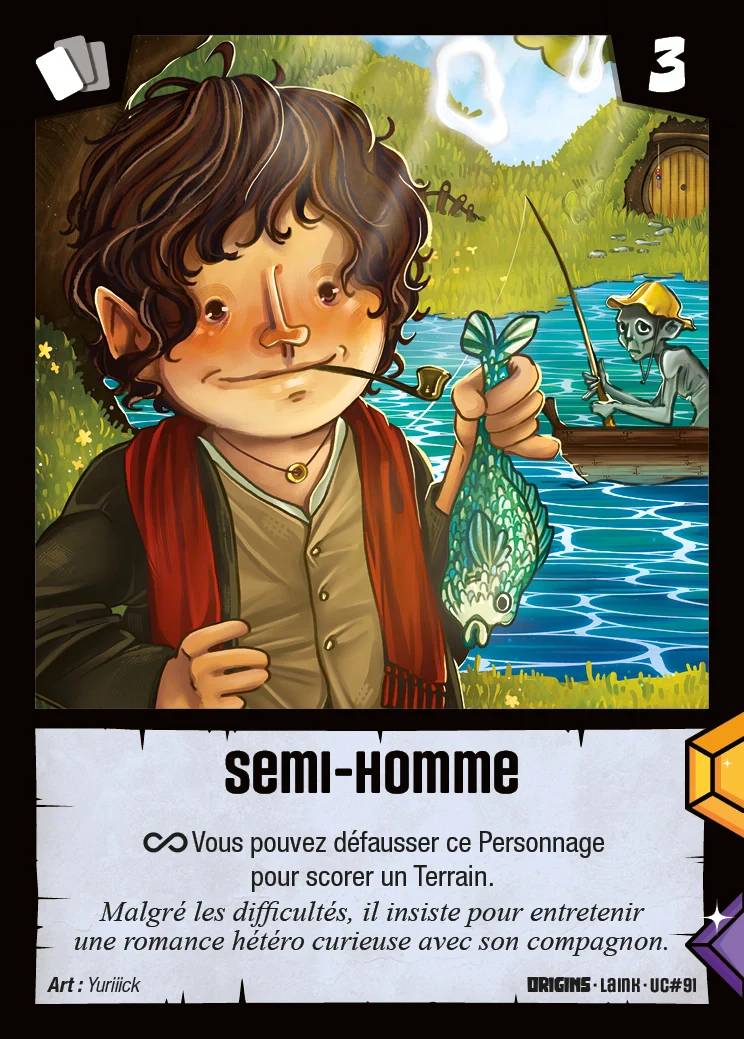 3
SEMI-HOMME
∞ Vous pouvez défausser ce Personnage
pour scorer un Terrain.
Malgré les difficultés, il insiste pour entretenir
une romance hétéro curieuse avec son compagnon.
Art : Yuriiick
ORIGINS · LAINK · UC#91